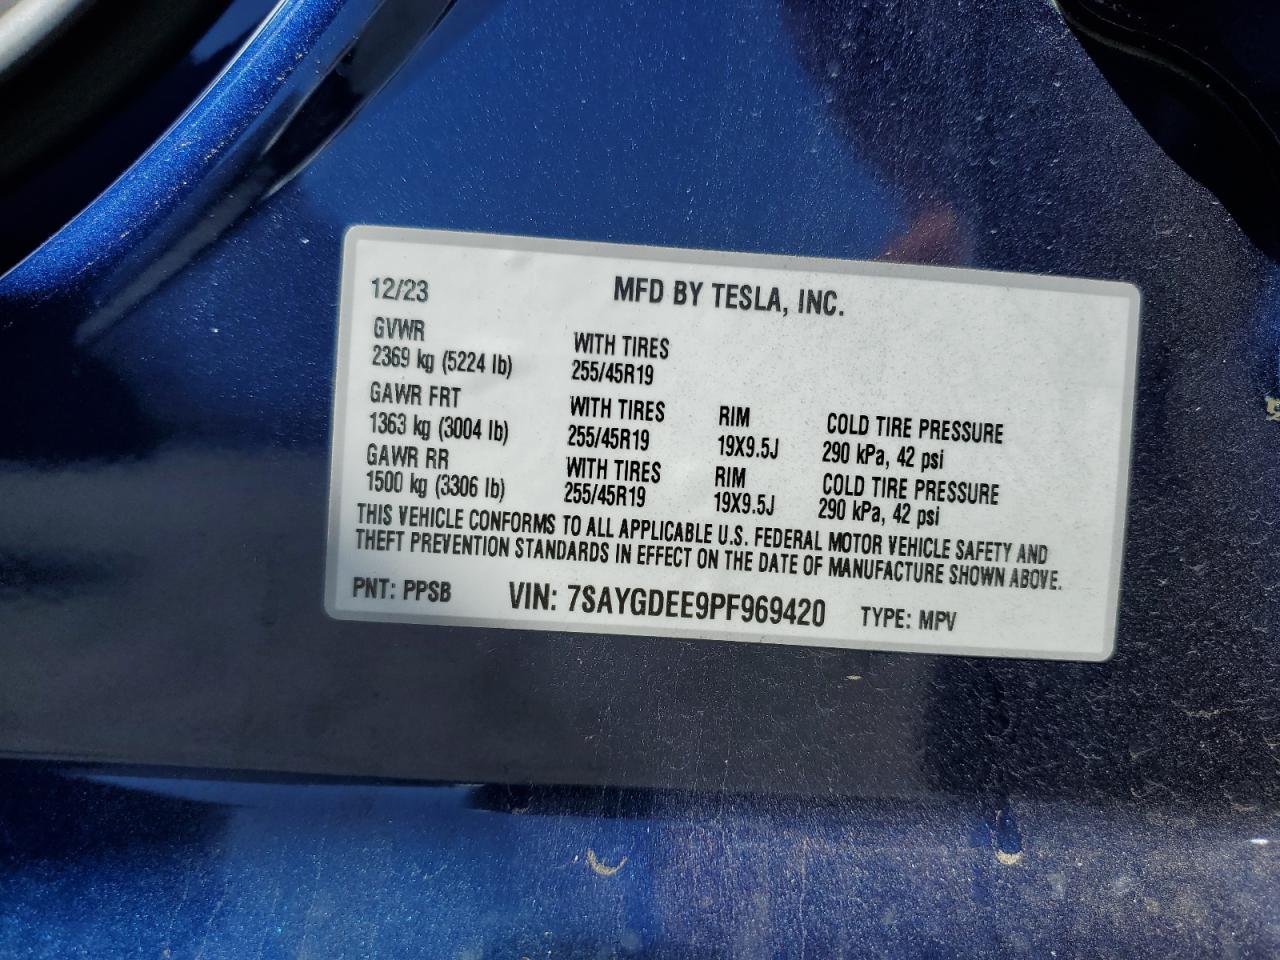 12/23 MFD BY TESLA, INC.
GVWR WITH TIRES
2369 kg (5224 lb) 255/45R19
GAWR FRT WITH TIRES RIM COLD TIRE PRESSURE
1363 kg (3004 lb) 255/45R19 19X9.5J 290 kPa, 42 psi
GAWR RR WITH TIRES RIM COLD TIRE PRESSURE
1500 kg (3306 lb) 255/45R19 19X9.5J 290 kPa, 42 psi
THIS VEHICLE CONFORMS TO ALL APPLICABLE U.S. FEDERAL MOTOR VEHICLE SAFETY AND
THEFT PREVENTION STANDARDS IN EFFECT ON THE DATE OF MANUFACTURE SHOWN ABOVE.
PNT: PPSB VIN: 7SAYGDEE9PF969420 TYPE: MPV